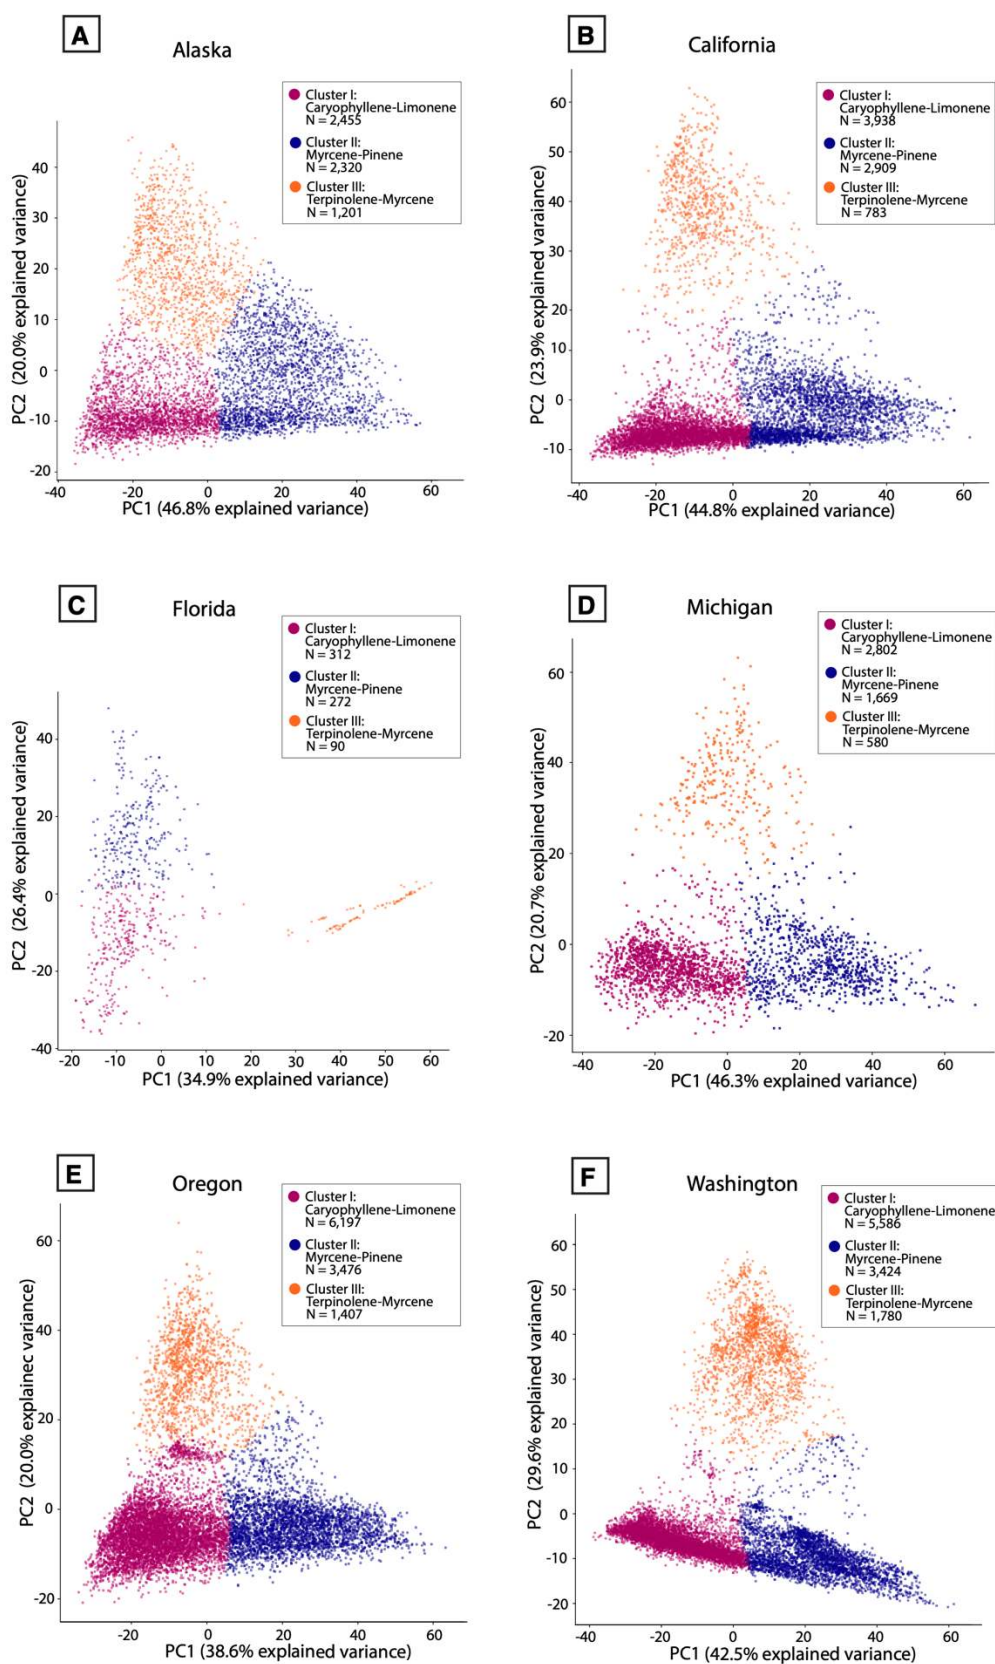 A
Alaska
Cluster I:
Caryophyllene-Limonene
N = 2,455
Cluster II:
Myrcene-Pinene
N = 2,320
Cluster III:
Terpinolene-Myrcene
N = 1,201
PC2 (20.0% explained variance)
40
30
20
10
0
-10
-20
-40
-20
0
20
40
60
PC1 (46.8% explained variance)
B
California
Cluster I:
Caryophyllene-Limonene
N = 3,938
Cluster II:
Myrcene-Pinene
N = 2,909
Cluster III:
Terpinolene-Myrcene
N = 783
PC2 (23.9% explained varaiance)
60
50
40
30
20
10
0
-10
-40
-20
0
20
40
60
PC1 (44.8% explained variance)
C
Florida
Cluster I:
Caryophyllene-Limonene
N = 312
Cluster II:
Myrcene-Pinene
N = 272
Cluster III:
Terpinolene-Myrcene
N = 90
PC2 (26.4% explained variance)
40
20
0
-20
-40
-20
-10
0
10
20
30
40
50
60
PC1 (34.9% explained variance)
D
Michigan
Cluster I:
Caryophyllene-Limonene
N = 2,802
Cluster II:
Myrcene-Pinene
N = 1,669
Cluster III:
Terpinolene-Myrcene
N = 580
PC2 (20.7% explained variance)
60
40
20
0
-20
-40
-20
0
20
40
60
PC1 (46.3% explained variance)
E
Oregon
Cluster I:
Caryophyllene-Limonene
N = 6,197
Cluster II:
Myrcene-Pinene
N = 3,476
Cluster III:
Terpinolene-Myrcene
N = 1,407
PC2 (20.0% explainec variance)
60
40
20
0
-20
-20
0
20
40
60
PC1 (38.6% explained variance)
F
Washington
Cluster I:
Caryophyllene-Limonene
N = 5,586
Cluster II:
Myrcene-Pinene
N = 3,424
Cluster III:
Terpinolene-Myrcene
N = 1,780
PC2 (29.6% explained variance)
60
50
40
30
20
10
0
-10
-20
-40
-20
0
20
40
60
PC1 (42.5% explained variance)